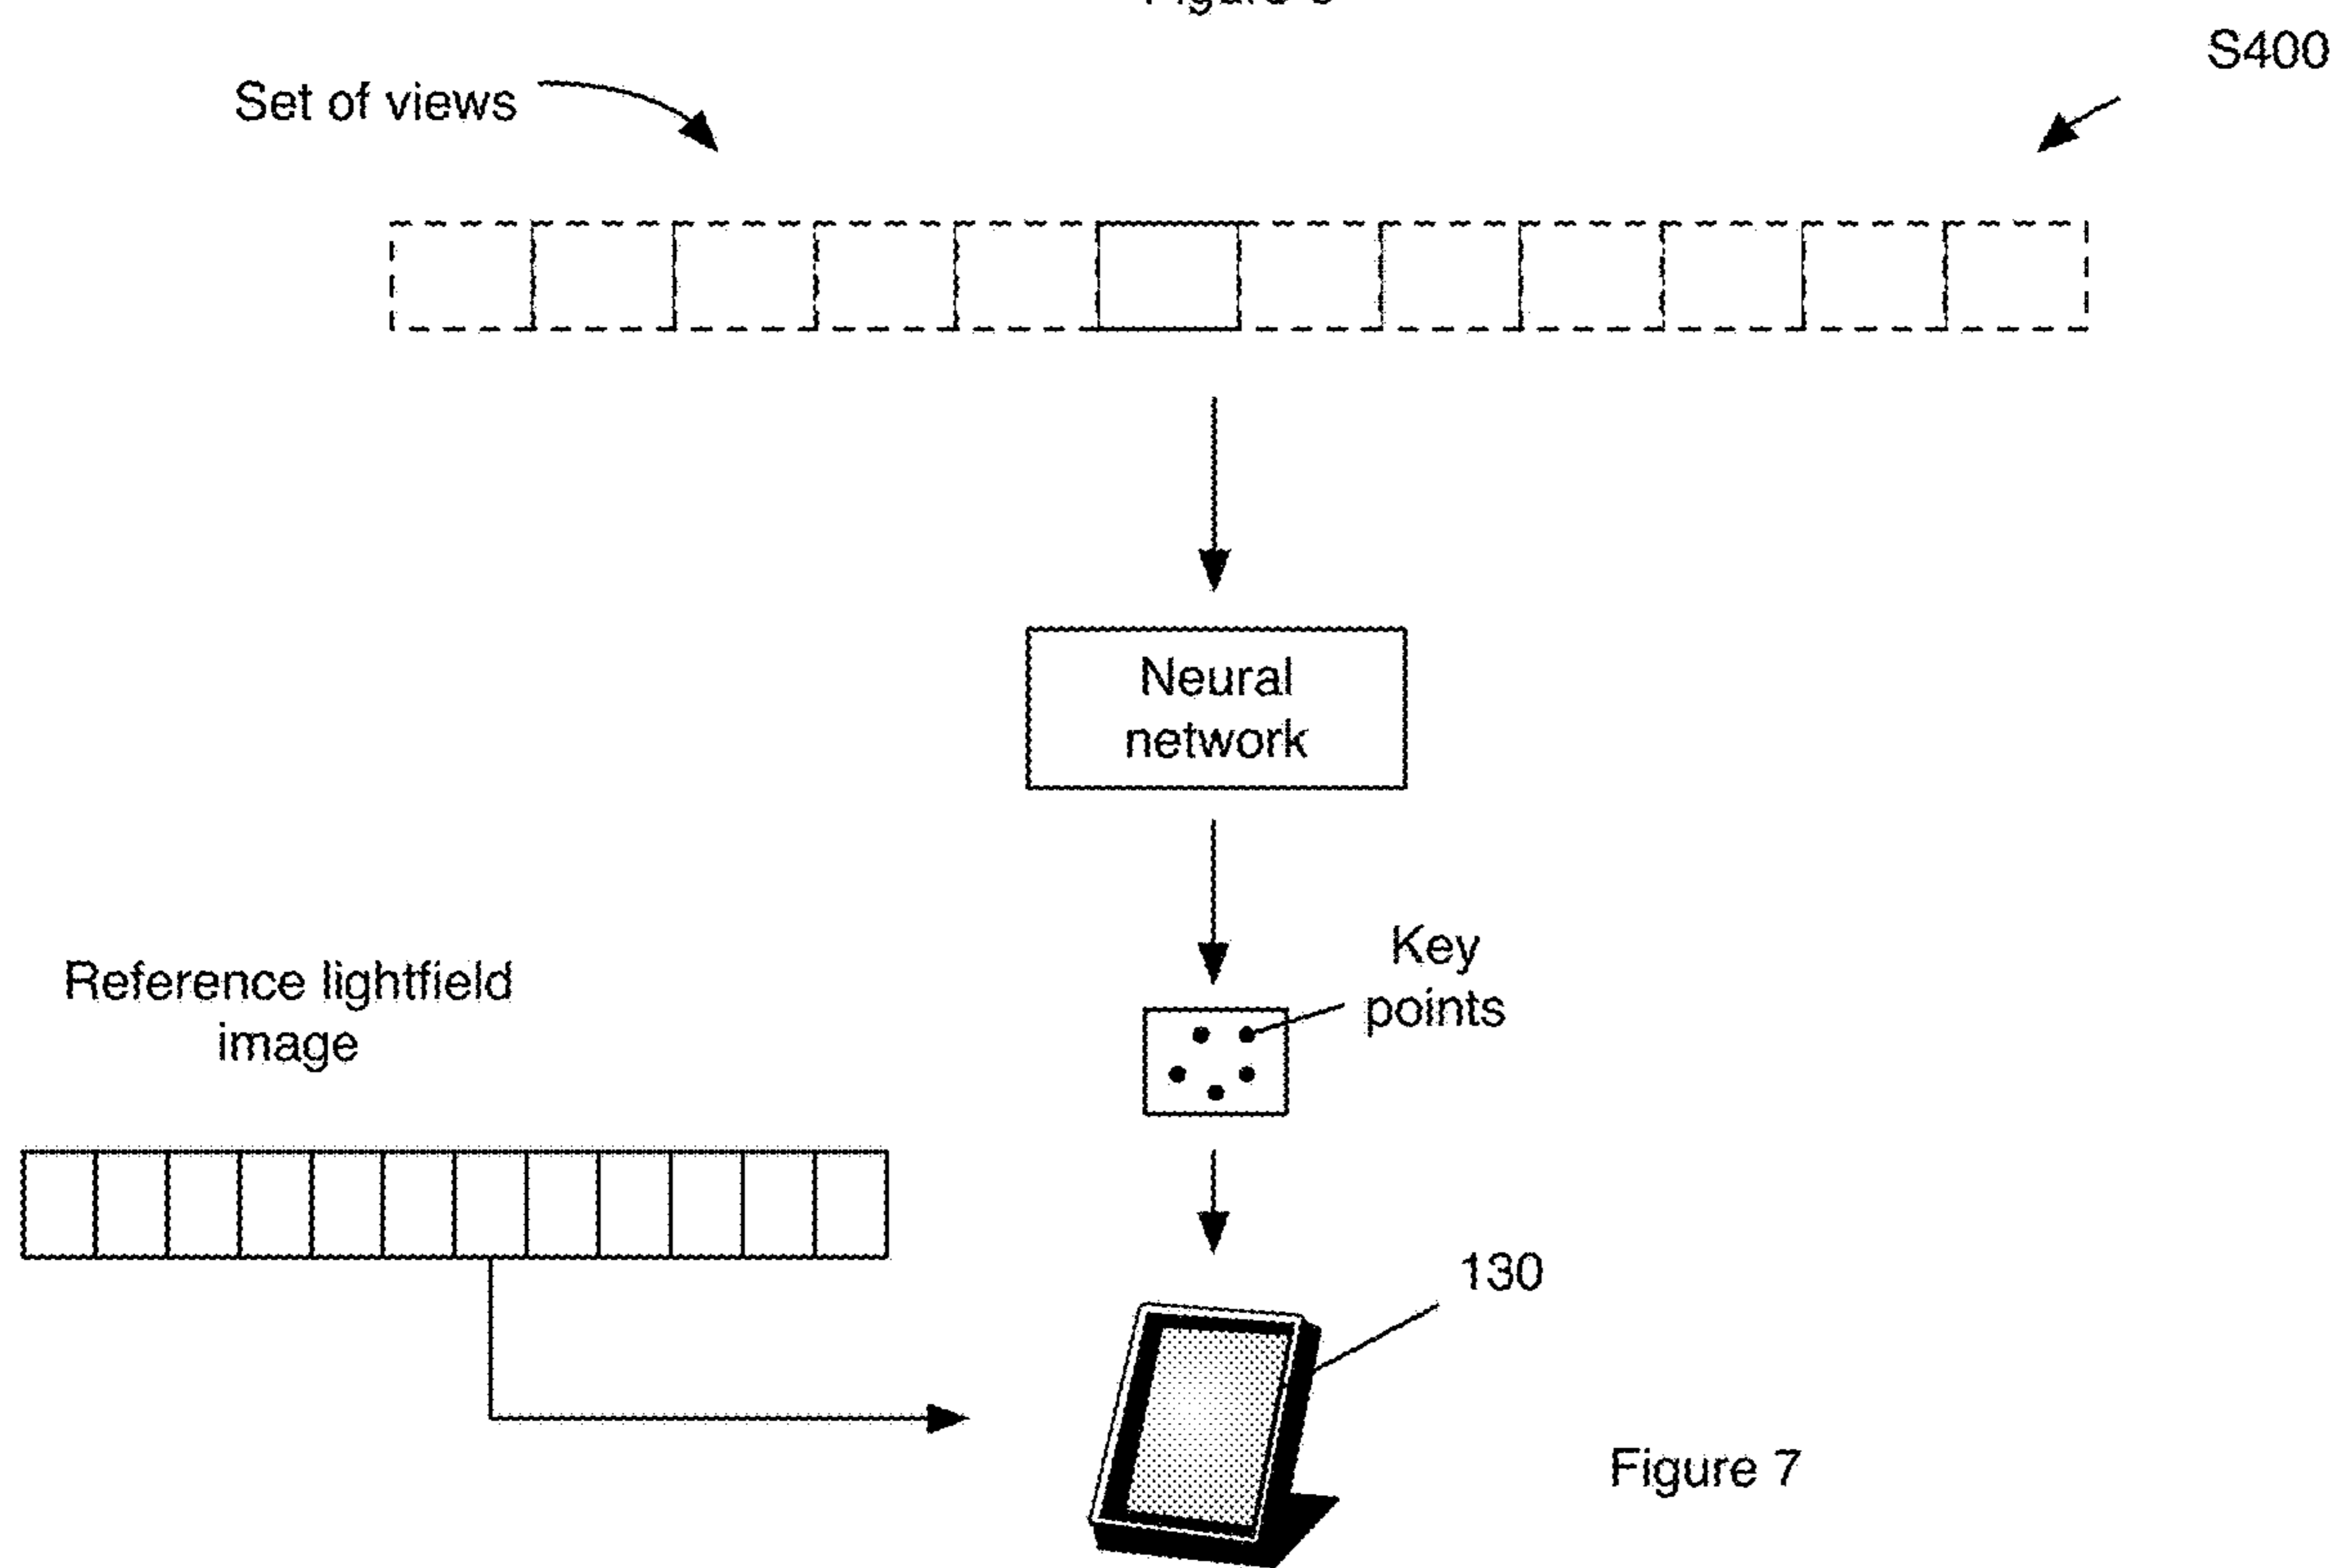 S400
Set of views
Neural
network
Key
points
Reference lightfield
image
130
Figure 7